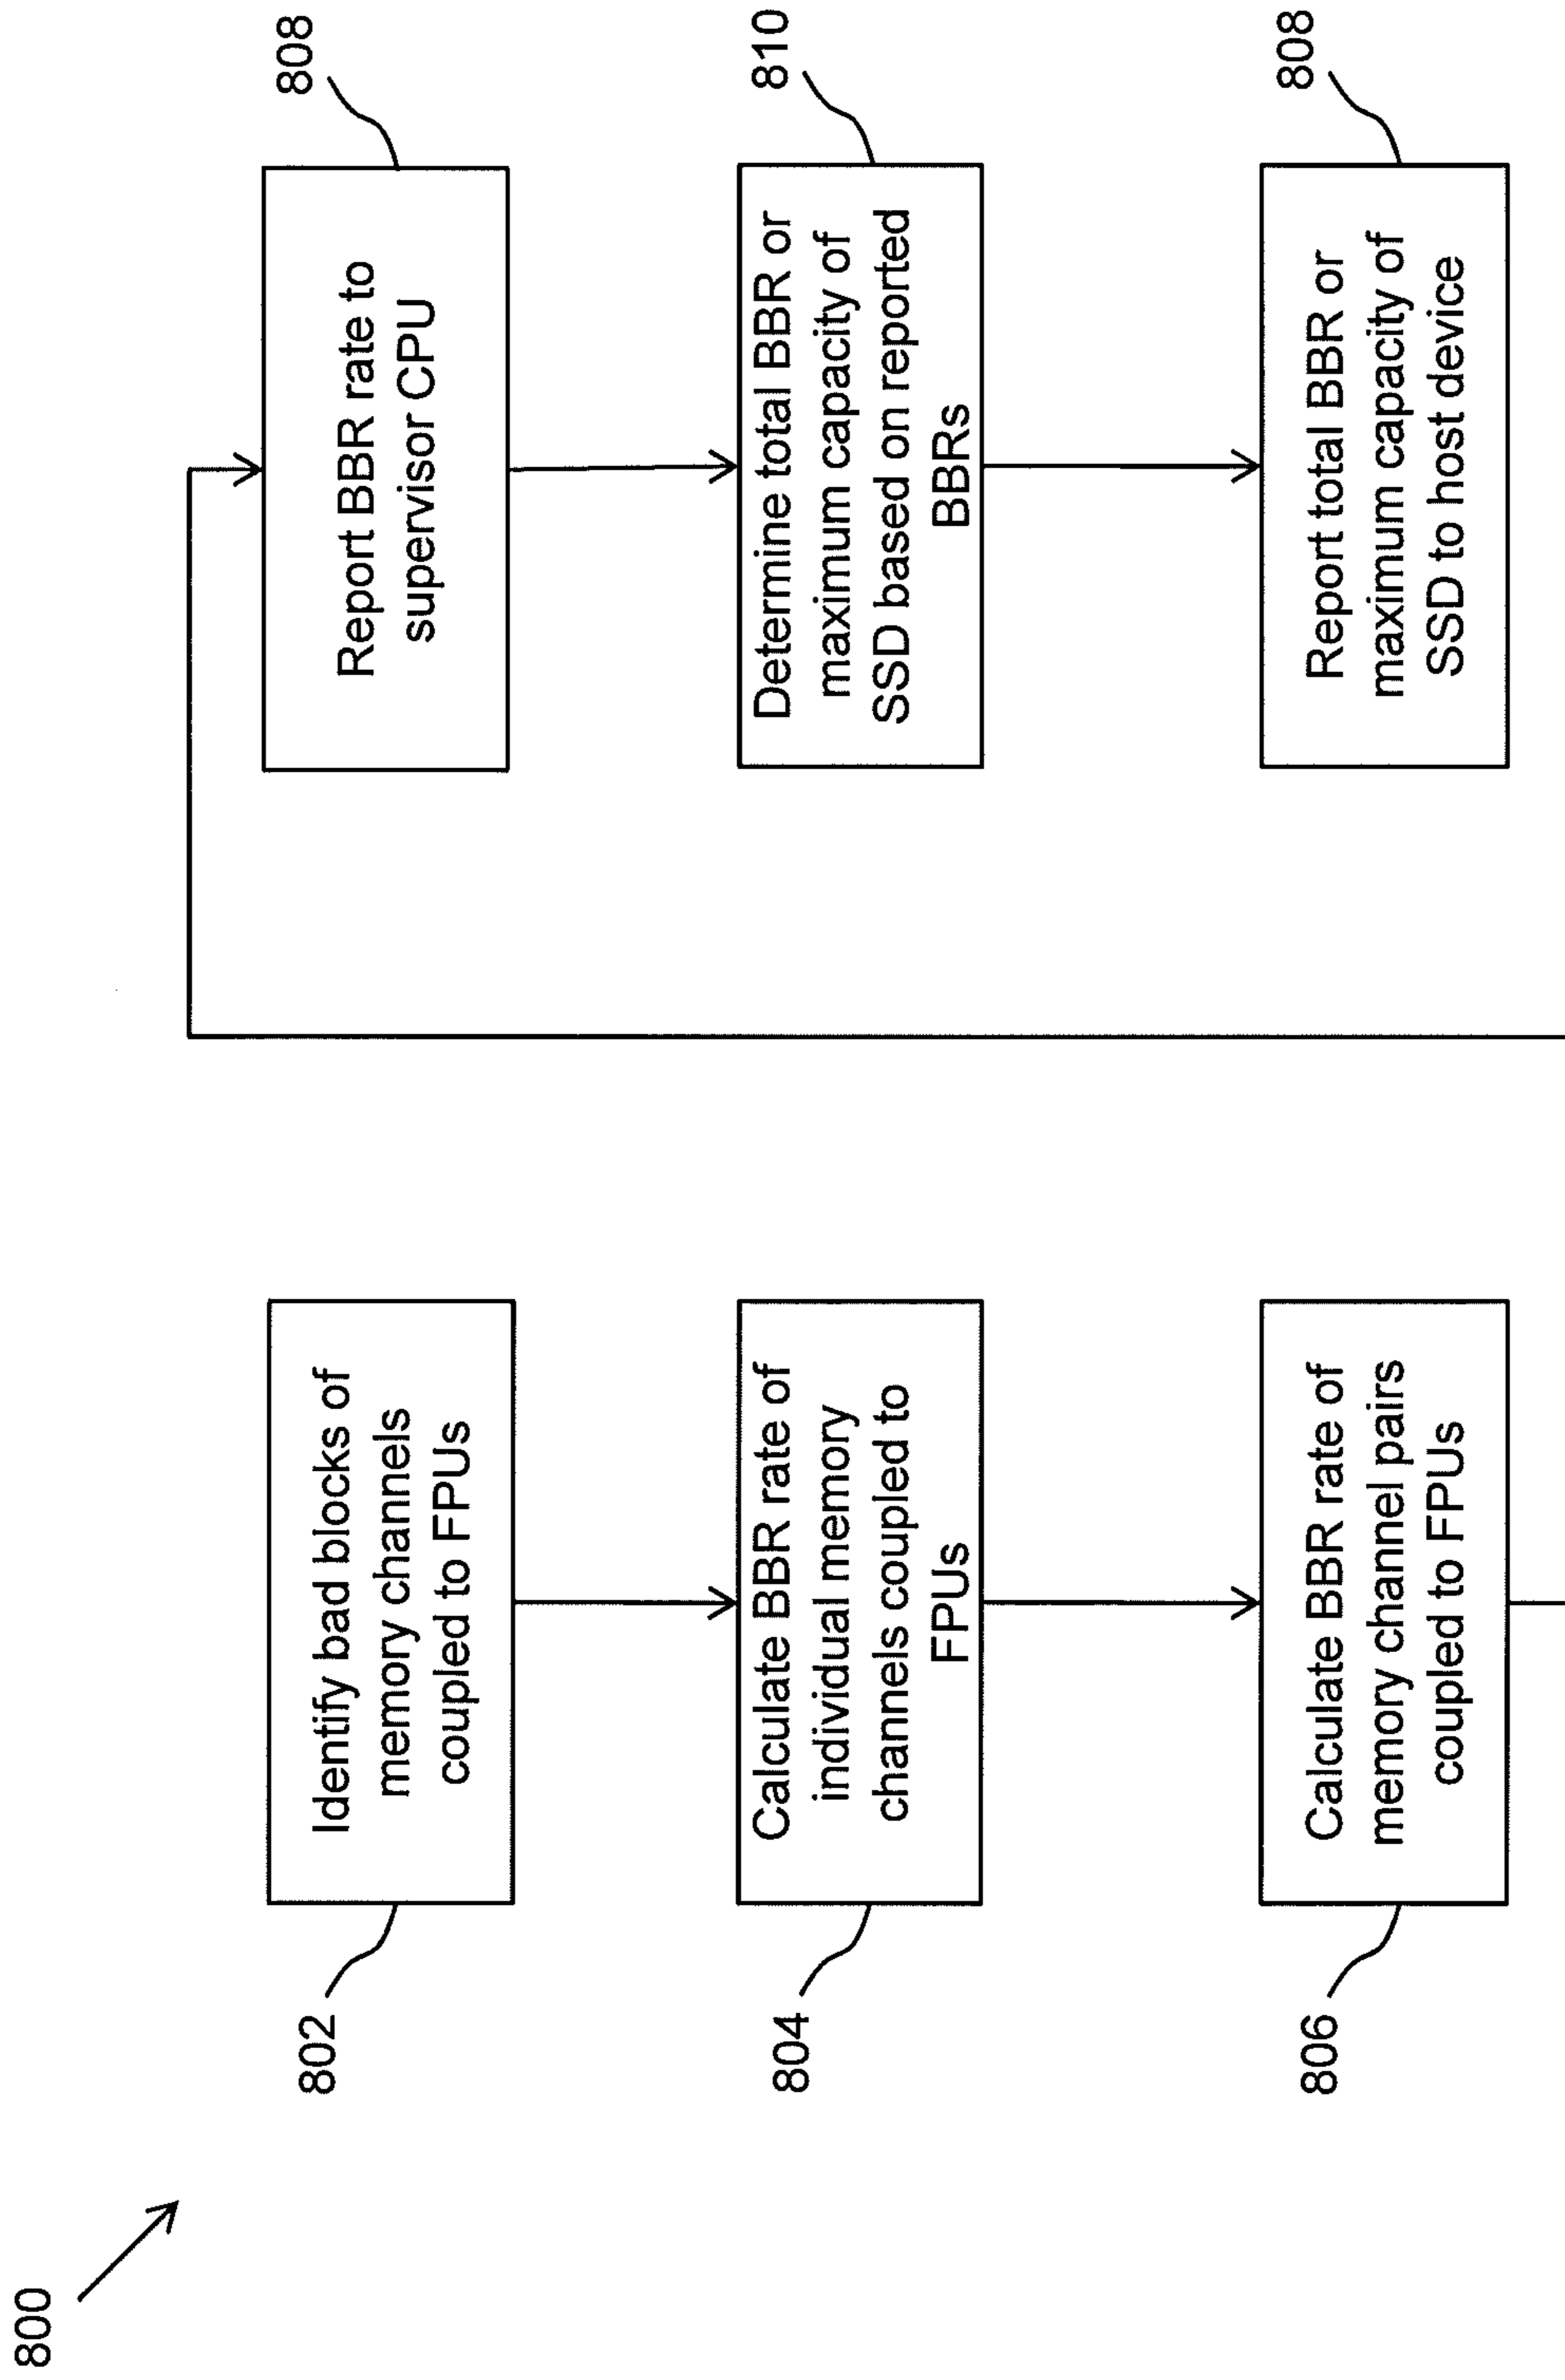 800
802
Identify bad blocks of
memory channels
coupled to FPUs
804
Calculate BBR rate of
individual memory
channels coupled to
FPUs
806
Calculate BBR rate of
memory channel pairs
coupled to FPUs
808
Report BBR rate to
supervisor CPU
810
Determine total BBR or
maximum capacity of
SSD based on reported
BBRs
808
Report total BBR or
maximum capacity of
SSD to host device